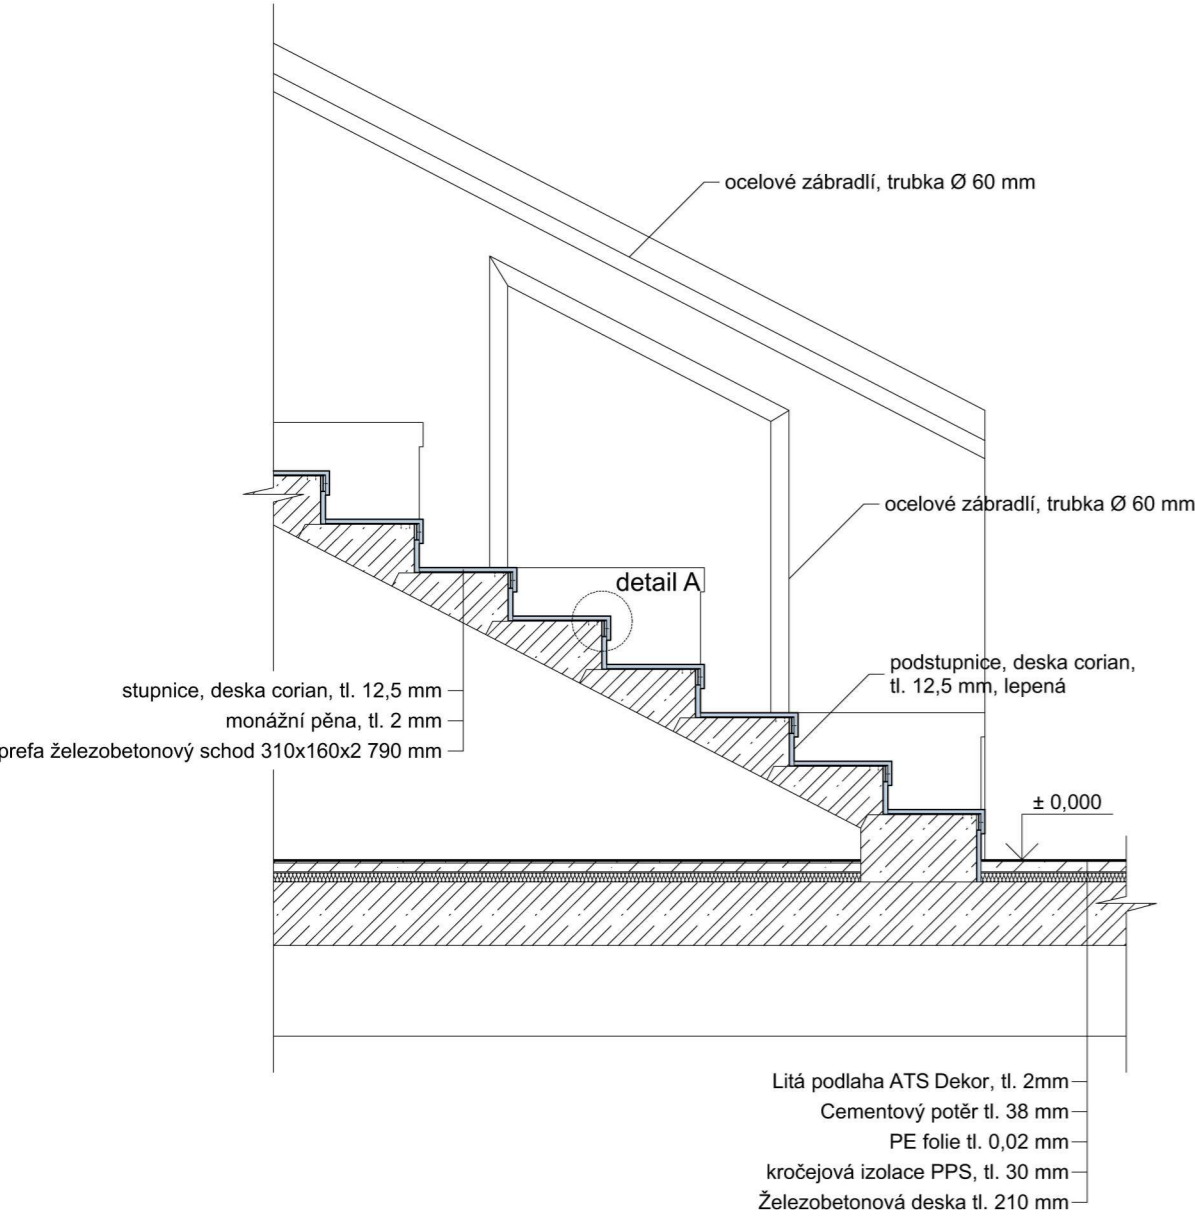 ocelové zábradlí, trubka Ø 60 mm
ocelové zábradlí, trubka Ø 60 mm
detail A
podstupnice, deska corian,
tl. 12,5 mm, lepená
stupnice, deska corian, tl. 12,5 mm
monážní pěna, tl. 2 mm
prefa železobetonový schod 310x160x2 790 mm
± 0,000
Litá podlaha ATS Dekor, tl. 2mm
Cementový potěr tl. 38 mm
PE folie tl. 0,02 mm
kročejová izolace PPS, tl. 30 mm
Železobetonová deska tl. 210 mm